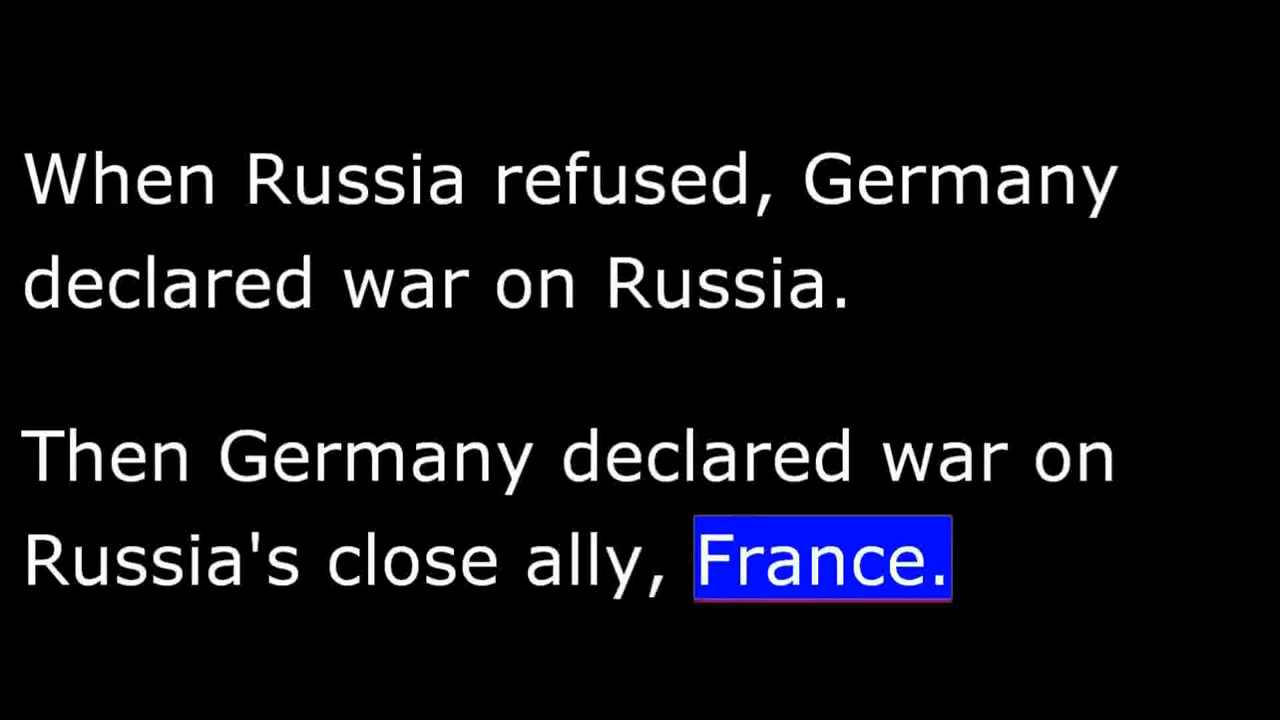 When Russia refused, Germany
declared war on Russia.
Then Germany declared war on
Russia's close ally, France.